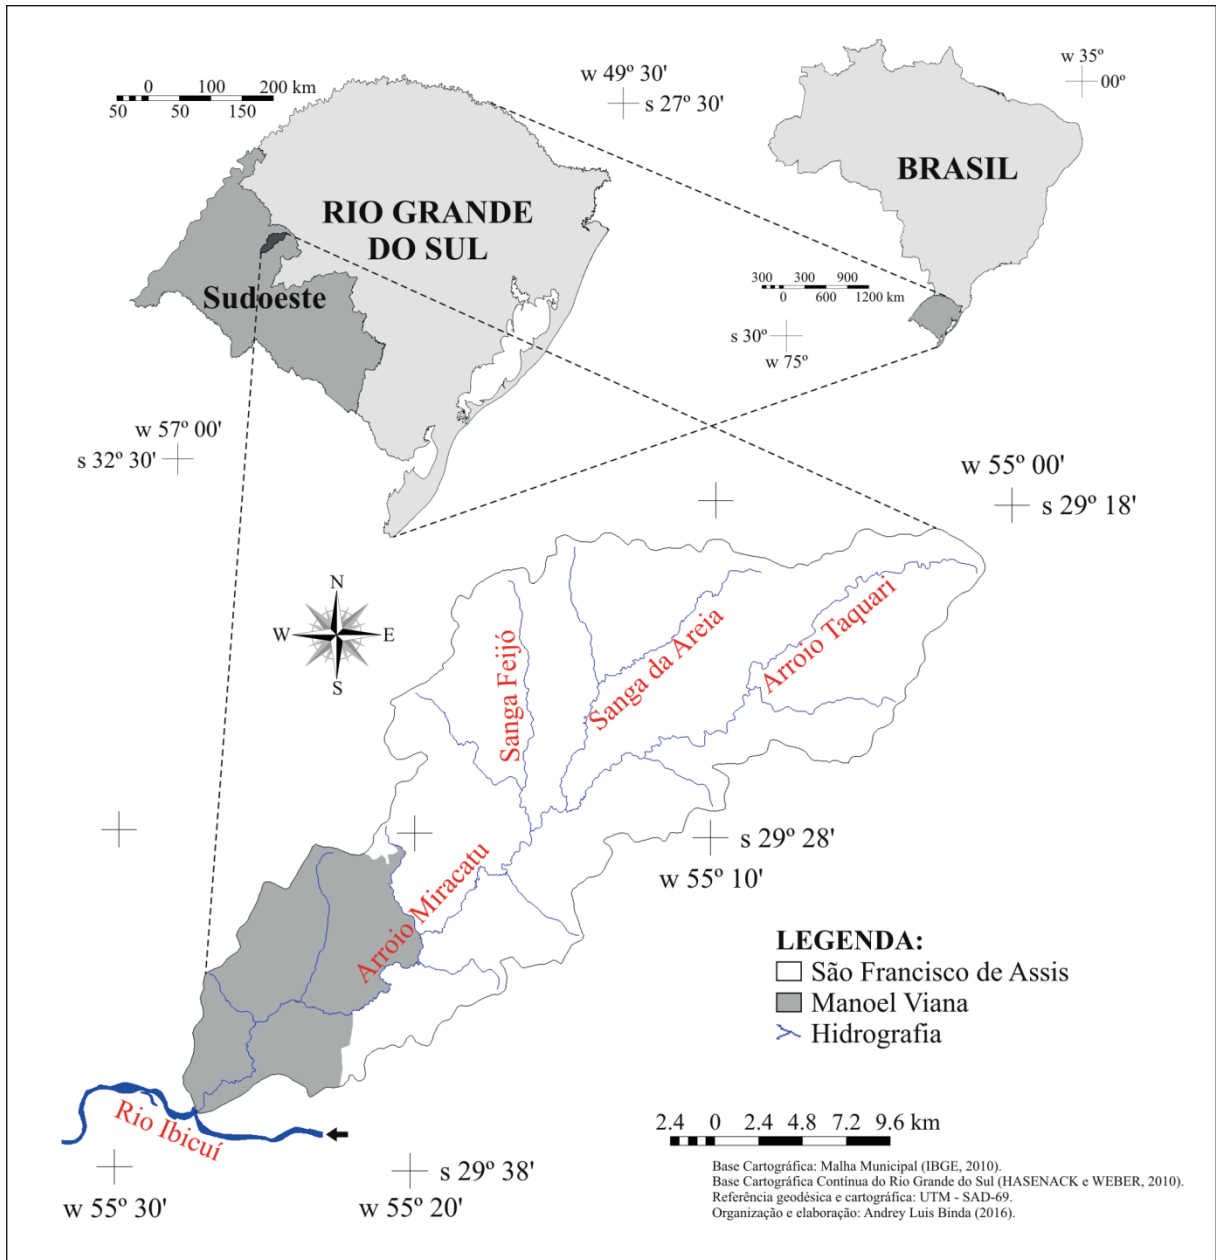 0 100 200 km
50 50 150
w 49º 30'
s 27º 30'
w 35º
00º
RIO GRANDE
DO SUL
Sudoeste
BRASIL
300 300 900
0 600 1200 km
s 30º
w 75º
w 57º 00'
s 32º 30'
w 55º 00'
s 29º 18'
N
W E
S
Sanga Feijó
Sanga da Areia
Arroio Taquari
Arroio Miracatu
s 29º 28'
w 55º 10'
LEGENDA:
São Francisco de Assis
Manoel Viana
Hidrografia
Rio Ibicuí
2.4 0 2.4 4.8 7.2 9.6 km
s 29º 38'
w 55º 30'
w 55º 20'
Base Cartográfica: Malha Municipal (IBGE, 2010).
Base Cartográfica Contínua do Rio Grande do Sul (HASENACK e WEBER, 2010).
Referência geodésica e cartográfica: UTM - SAD-69.
Organização e elaboração: Andrey Luis Binda (2016).